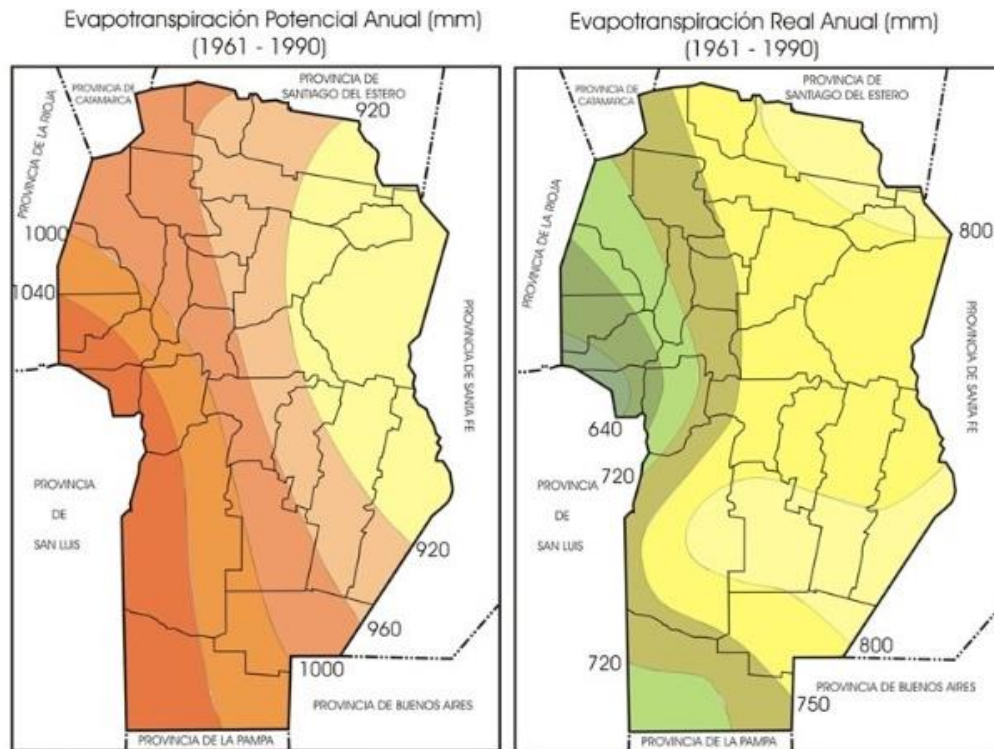 Evapotranspiración Potencial Anual (mm)
(1961 - 1990)
PROVINCIA DE
CATAMARCA
PROVINCIA DE
SANTIAGO DEL ESTERO
920
PROVINCIA DE LA RIOJA
1000
1040
PROVINCIA DE SANTA FE
PROVINCIA
DE
SAN LUIS
920
960
1000
PROVINCIA DE BUENOS AIRES
PROVINCIA DE LA PAMPA
Evapotranspiración Real Anual (mm)
(1961 - 1990)
PROVINCIA DE
CATAMARCA
PROVINCIA DE
SANTIAGO DEL ESTERO
PROVINCIA DE LA RIOJA
800
PROVINCIA DE SANTA FE
640
720
PROVINCIA
DE
SAN LUIS
800
720
PROVINCIA DE BUENOS AIRES
750
PROVINCIA DE LA PAMPA